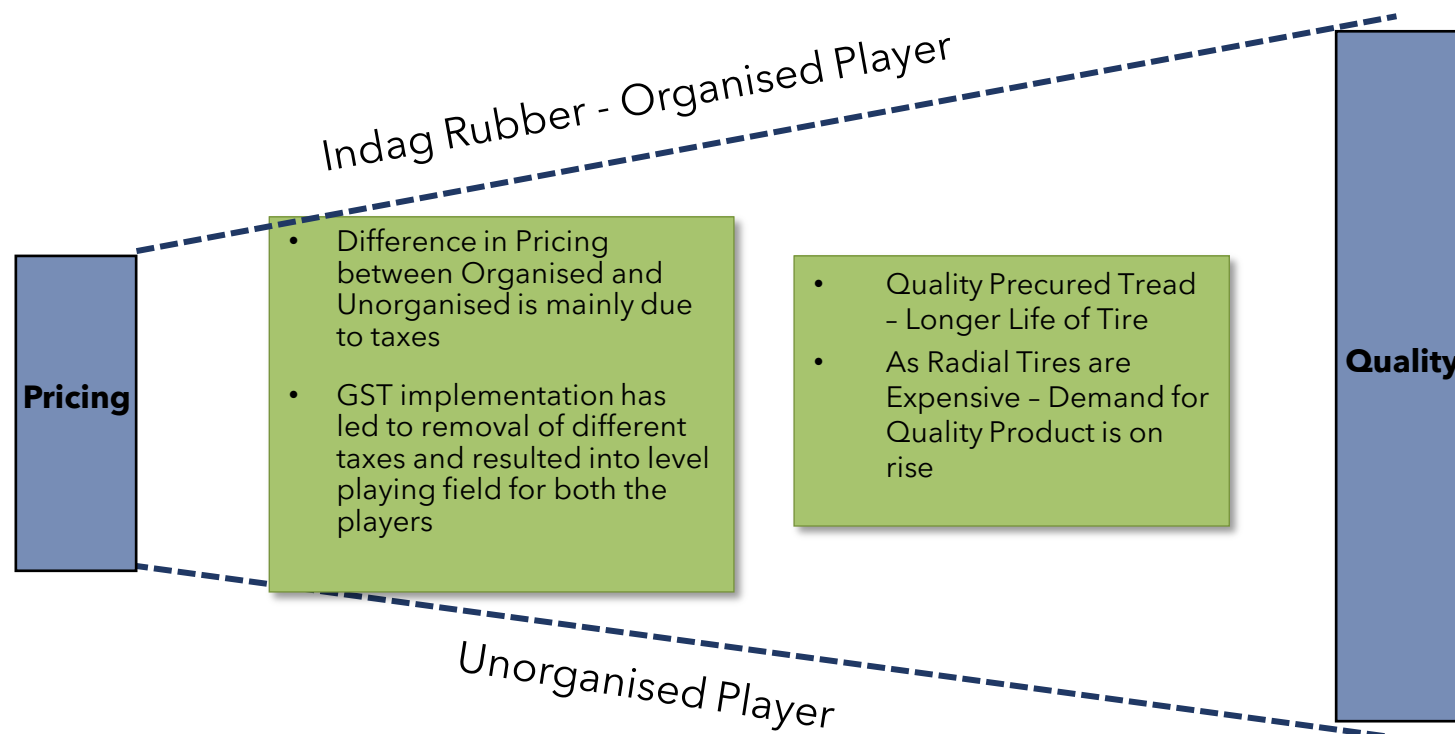 Indag Rubber - Organised Player
Pricing
• Difference in Pricing
between Organised and
Unorganised is mainly due
to taxes
• GST implementation has
led to removal of different
taxes and resulted into level
playing field for both the
players
• Quality Precured Tread
– Longer Life of Tire
• As Radial Tires are
Expensive – Demand for
Quality Product is on
rise
Quality
Unorganised Player